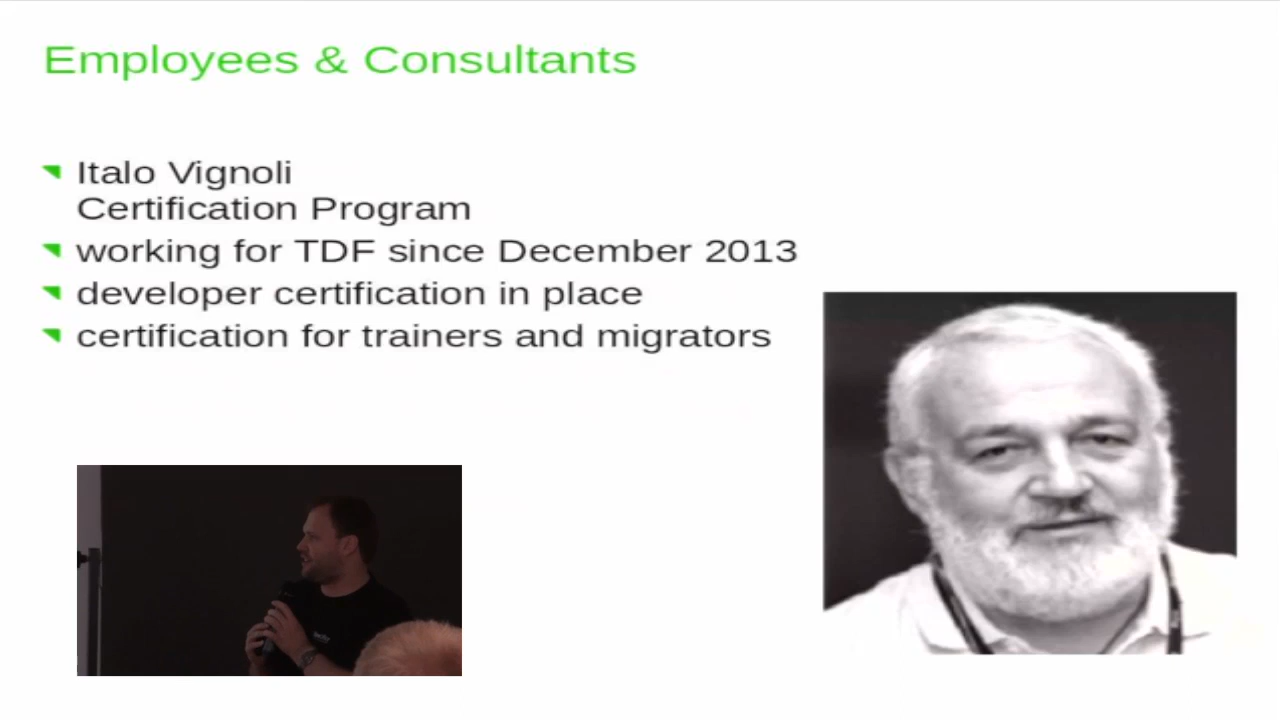 Employees & Consultants
Italo Vignoli
Certification Program
working for TDF since December 2013
developer certification in place
certification for trainers and migrators